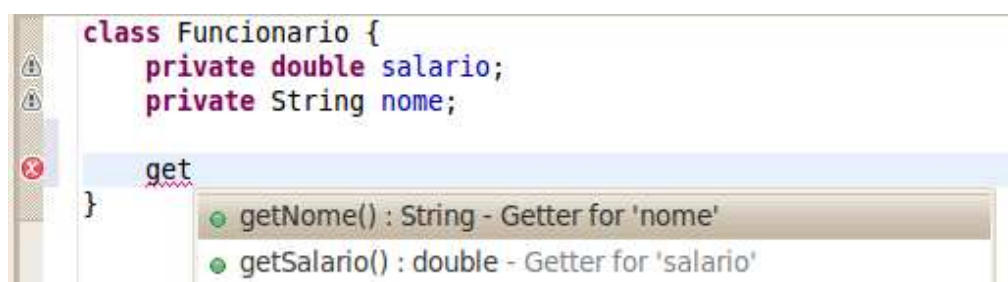 class Funcionario {
private double salario;
private String nome;
get
}
getNome() : String - Getter for 'nome'
getSalario() : double - Getter for 'salario'